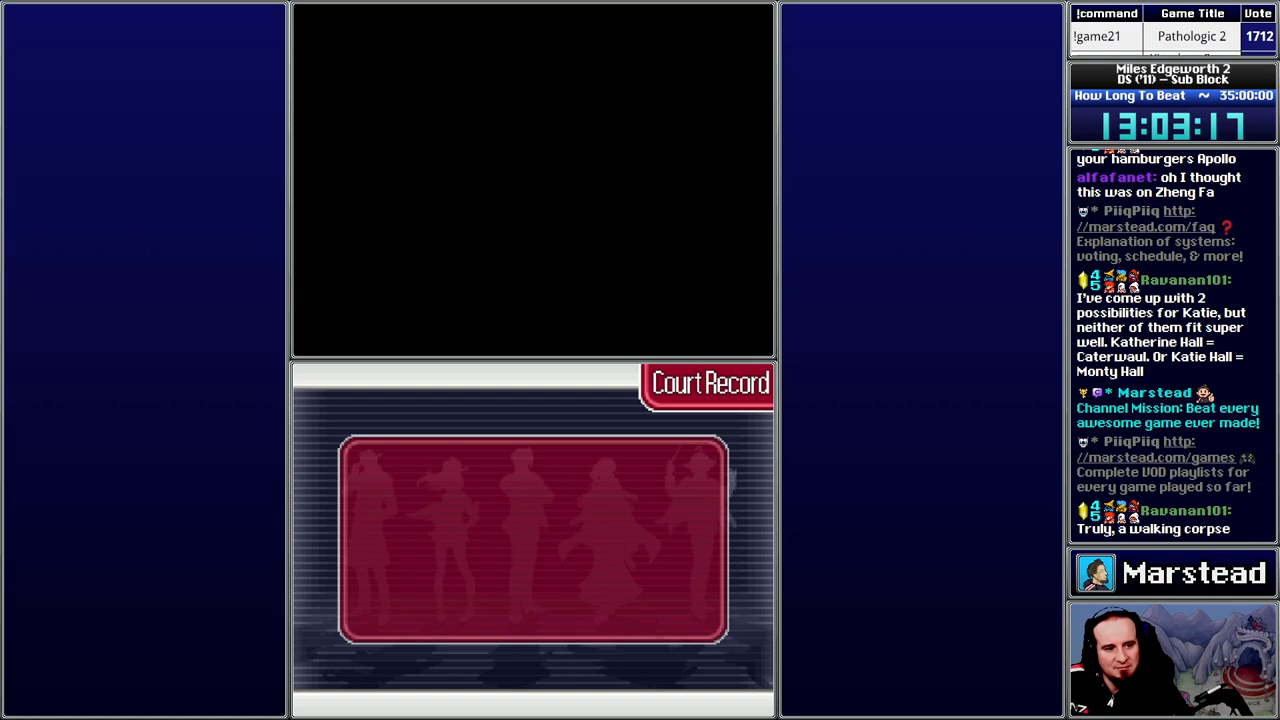 !command Game Title Vote
!game21 Pathologic 2 1712
Miles Edgeworth 2
DS ('11) – Sub Block
How Long To Beat ~ 35:00:00
13:03:17
your hamburgers Apollo
alfafanet: oh I thought
this was on Zheng Fa
* PiiqPiiq http:
//marstead.com/faq ❓
Explanation of systems:
voting, schedule, & more!
45 Ravanan101:
I've come up with 2
possibilities for Katie, but
neither of them fit super
well. Katherine Hall =
Caterwaul. Or Katie Hall =
Monty Hall
* Marstead
Channel Mission: Beat every
awesome game ever made!
* PiiqPiiq http:
//marstead.com/games
Complete VOD playlists for
every game played so far!
45 Ravanan101:
Truly, a walking corpse
Marstead
Court Record